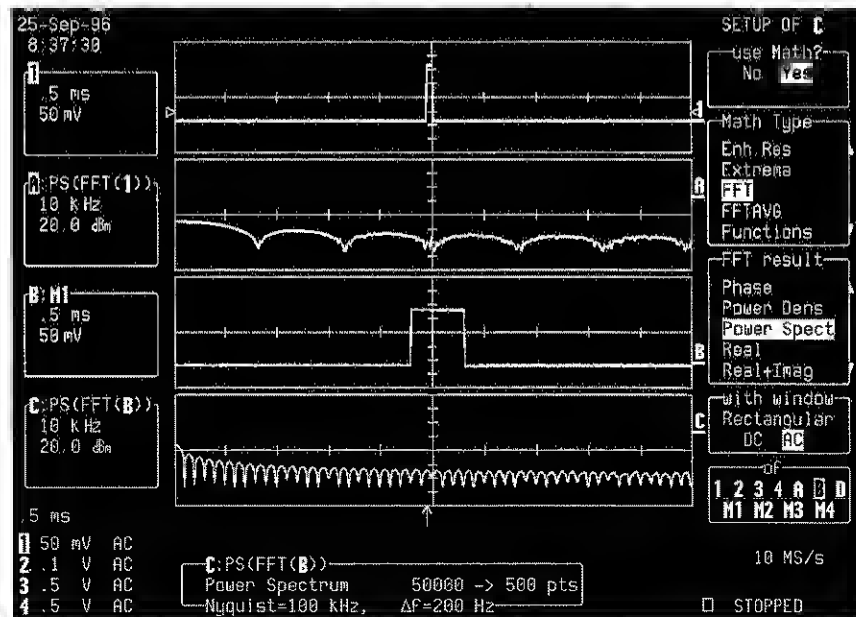 25-Sep-96
8:37:30
1
.5 ms
50 mV
A:PS(FFT(1))
10 kHz
20.0 dBm
B:M1
.5 ms
50 mV
C:PS(FFT(B))
10 kHz
20.0 dBm
.5 ms
1 50 mV AC
2 .1 V AC
3 .5 V AC
4 .5 V AC
1
A
B
C
C:PS(FFT(B))
Power Spectrum 50000 -> 500 pts
Nyquist=100 kHz, Δf=200 Hz
SETUP OF C
use Math?
No Yes
Math Type
Enh.Res
Extrema
FFT
FFTAVG
Functions
FFT result
Phase
Power Dens
Power Spect
Real
Real+Imag
with window
Rectangular
DC AC
of
1 2 3 4 A B D
M1 M2 M3 M4
10 MS/s
STOPPED